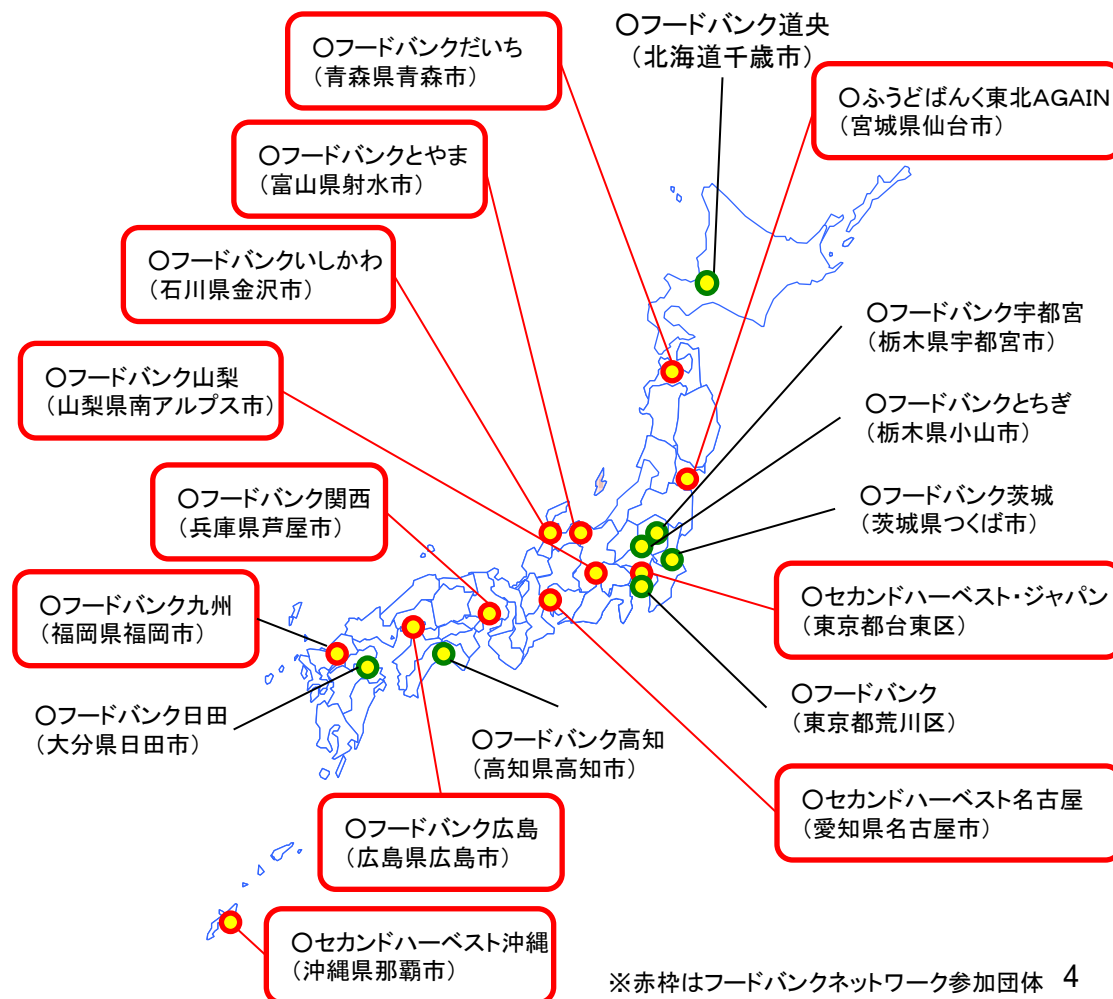 ○フードバンク道央
（北海道千歳市）
○フードバンクだいち
（青森県青森市）
○ふうどばんく東北AGAIN
（宮城県仙台市）
○フードバンクとやま
（富山県射水市）
○フードバンクいしかわ
（石川県金沢市）
○フードバンク宇都宮
（栃木県宇都宮市）
○フードバンク山梨
（山梨県南アルプス市）
○フードバンクとちぎ
（栃木県小山市）
○フードバンク関西
（兵庫県芦屋市）
○フードバンク茨城
（茨城県つくば市）
○フードバンク九州
（福岡県福岡市）
○セカンドハーベスト・ジャパン
（東京都台東区）
○フードバンク日田
（大分県日田市）
○フードバンク
（東京都荒川区）
○フードバンク高知
（高知県高知市）
○セカンドハーベスト名古屋
（愛知県名古屋市）
○フードバンク広島
（広島県広島市）
○セカンドハーベスト沖縄
（沖縄県那覇市）
※赤枠はフードバンクネットワーク参加団体 4